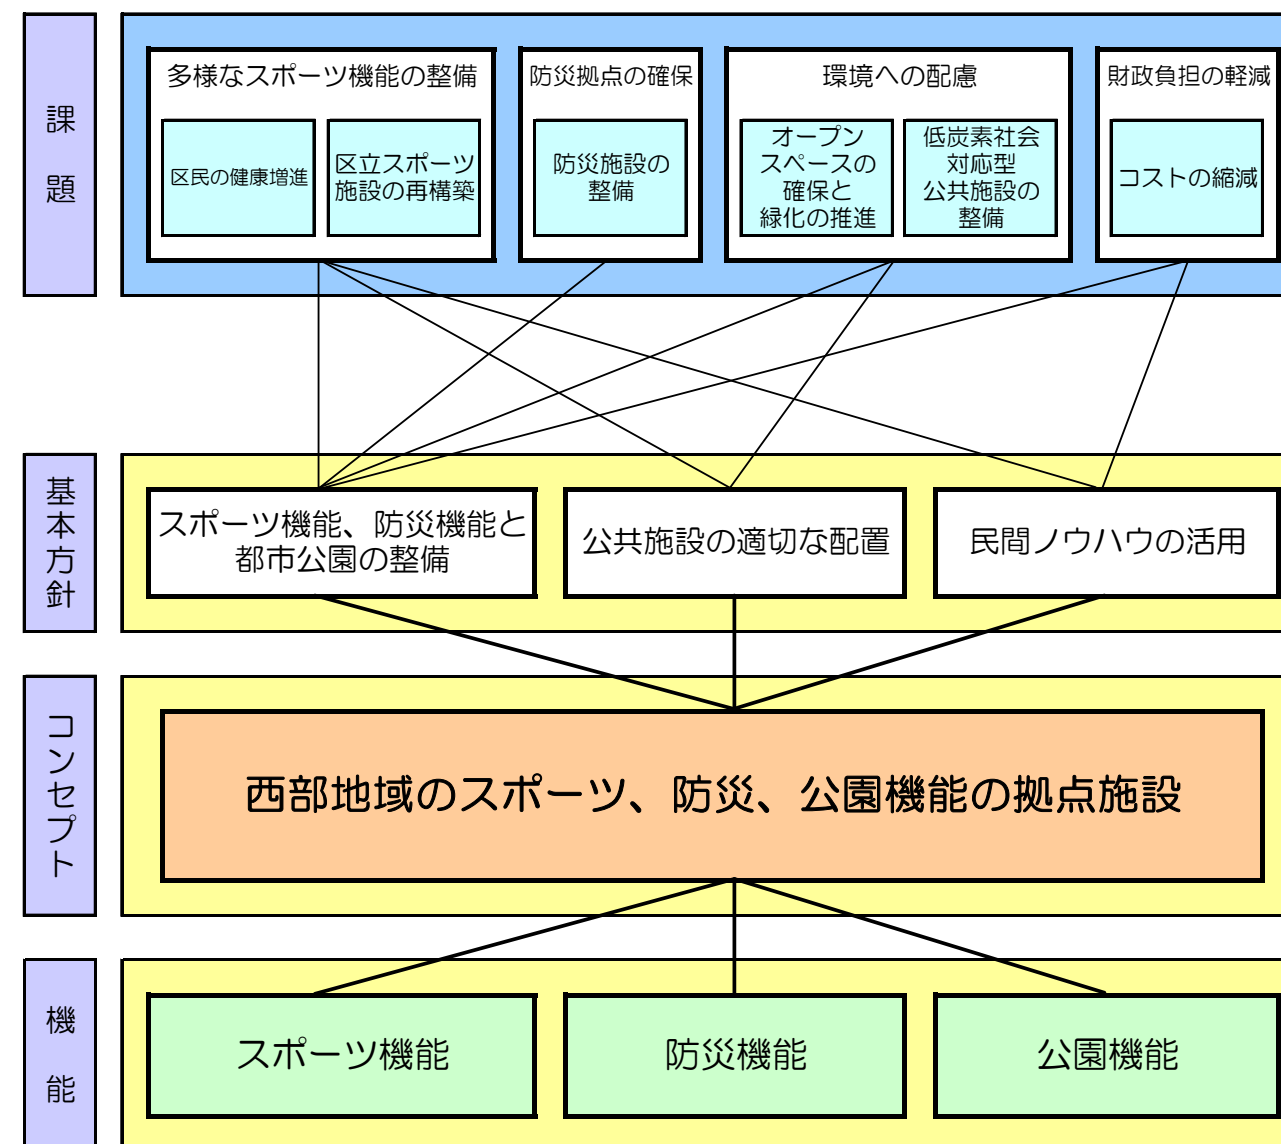 課題
多様なスポーツ機能の整備
区民の健康増進
区立スポーツ
施設の再構築
防災拠点の確保
防災施設の
整備
環境への配慮
オープン
スペースの
確保と
緑化の推進
低炭素社会
対応型
公共施設の
整備
財政負担の軽減
コストの縮減
基本方針
スポーツ機能、防災機能と
都市公園の整備
公共施設の適切な配置
民間ノウハウの活用
コンセプト
西部地域のスポーツ、防災、公園機能の拠点施設
機能
スポーツ機能
防災機能
公園機能